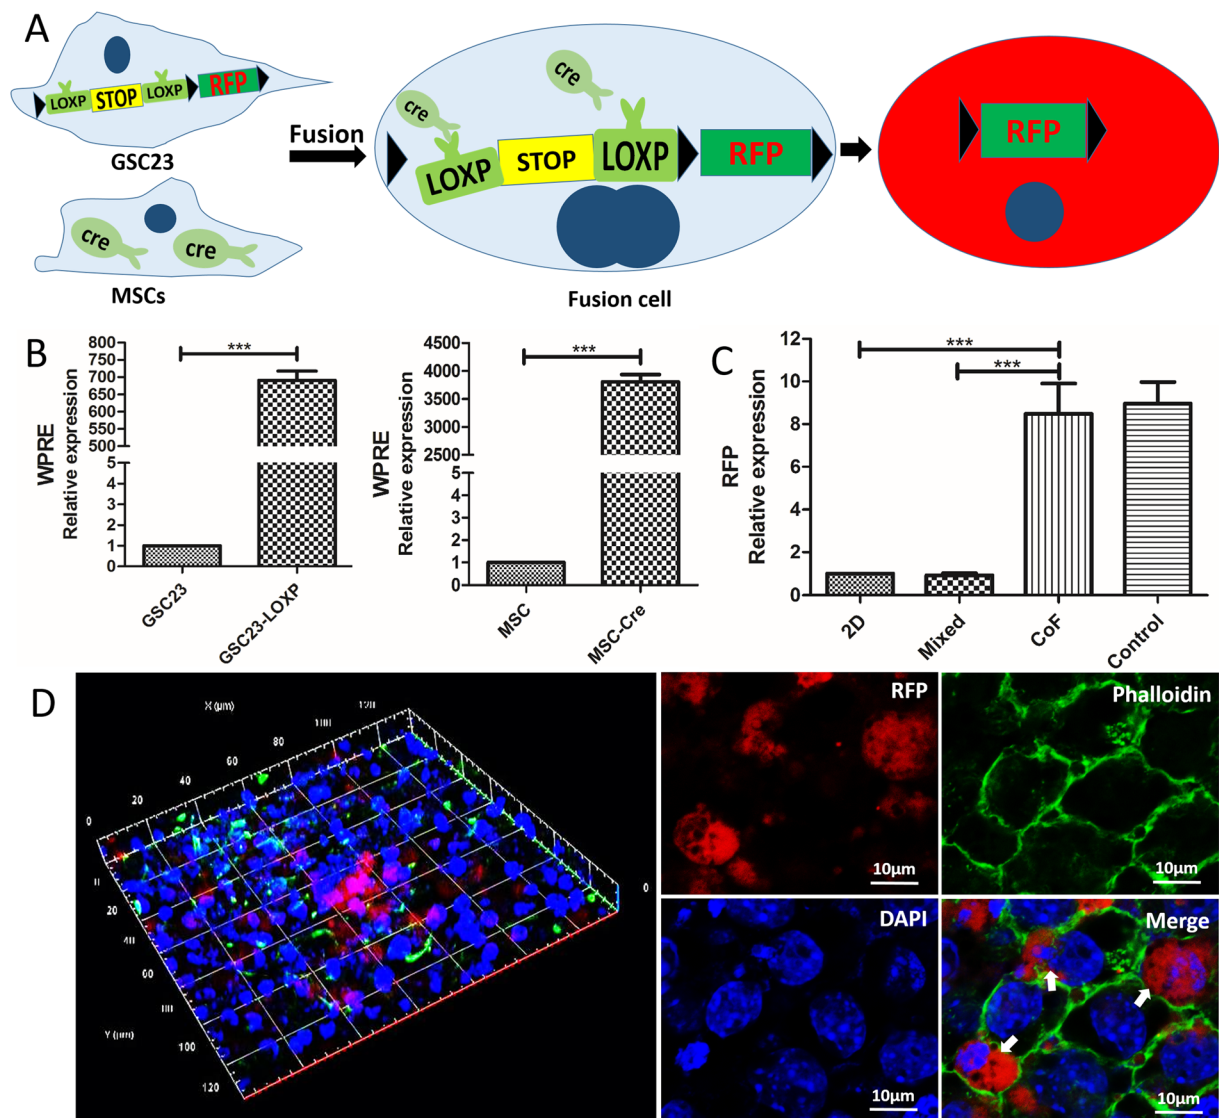 A
LOXP STOP LOXP RFP
GSC23
cre cre
MSCs
Fusion
cre cre
LOXP STOP LOXP RFP
Fusion cell
RFP
B
WPRE
Relative expression
800
750
700
650
600
550
500
5
4
3
2
1
0
***
GSC23
GSC23-LOXP
WPRE
Relative expression
4500
4000
3500
3000
2500
5
4
3
2
1
0
***
MSC
MSC-Cre
C
RFP
Relative expression
12
10
8
6
4
2
0
***
***
2D
Mixed
CoF
Control
D
X (μm)
0
20
40
60
80
100
120
0
20
40
60
80
100
120
Y (μm)
0
RFP
10μm
Phalloidin
10μm
DAPI
10μm
Merge
10μm